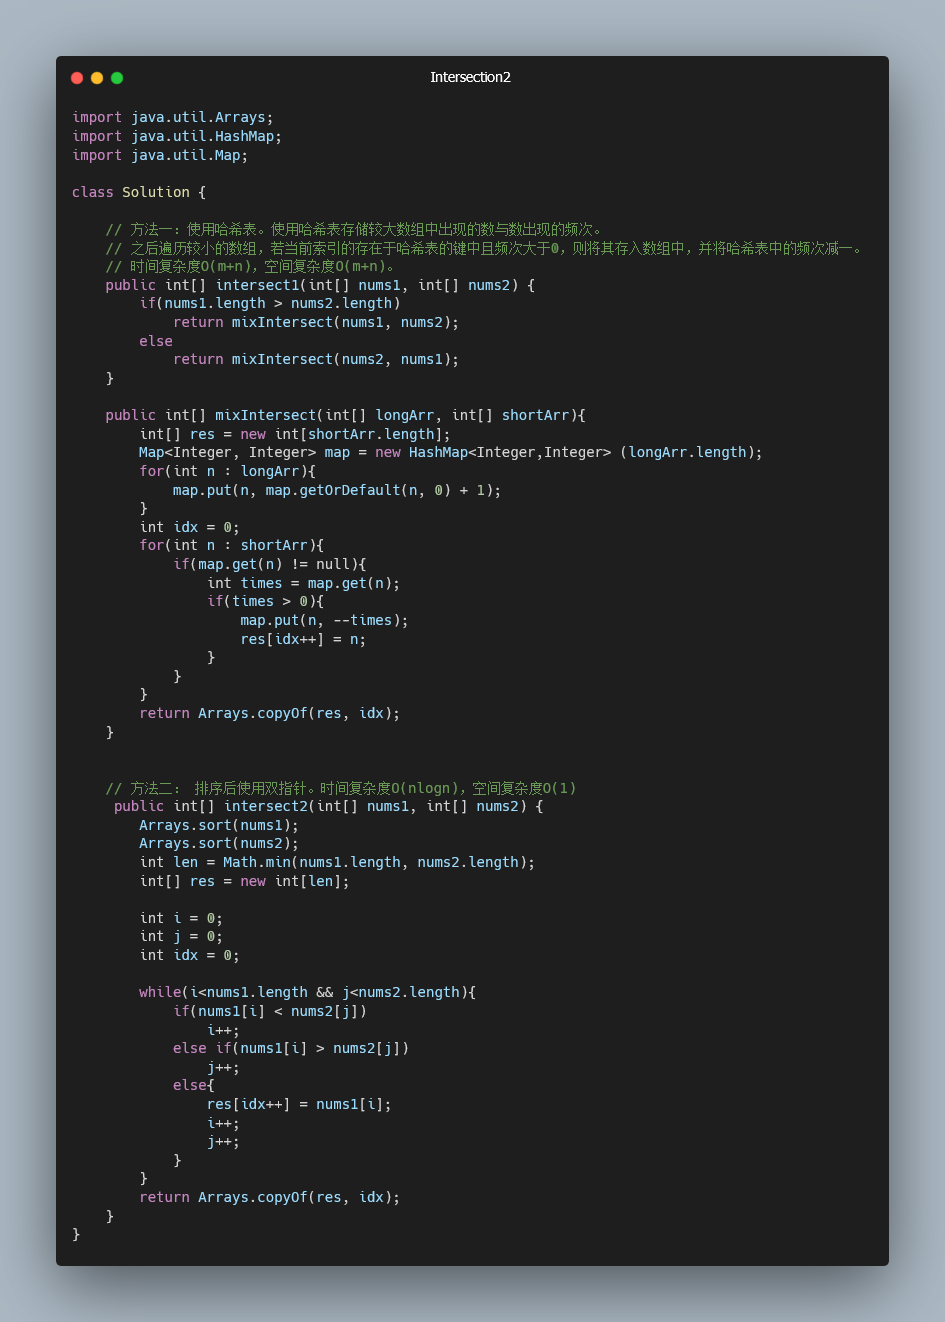 Intersection2
import java.util.Arrays;
import java.util.HashMap;
import java.util.Map;
class Solution {
// 方法一：使用哈希表。使用哈希表存储较大数组中出现的数与数出现的频次。
// 之后遍历较小的数组，若当前索引的存在于哈希表的键中且频次大于0，则将其存入数组中，并将哈希表中的频次减一。
// 时间复杂度O(m+n)，空间复杂度O(m+n)。
public int[] intersect1(int[] nums1, int[] nums2) {
if(nums1.length > nums2.length)
return mixIntersect(nums1, nums2);
else
return mixIntersect(nums2, nums1);
}
public int[] mixIntersect(int[] longArr, int[] shortArr){
int[] res = new int[shortArr.length];
Map<Integer, Integer> map = new HashMap<Integer,Integer> (longArr.length);
for(int n : longArr){
map.put(n, map.getOrDefault(n, 0) + 1);
}
int idx = 0;
for(int n : shortArr){
if(map.get(n) != null){
int times = map.get(n);
if(times > 0){
map.put(n, --times);
res[idx++] = n;
}
}
}
return Arrays.copyOf(res, idx);
}
// 方法二： 排序后使用双指针。时间复杂度O(nlogn)，空间复杂度O(1)
public int[] intersect2(int[] nums1, int[] nums2) {
Arrays.sort(nums1);
Arrays.sort(nums2);
int len = Math.min(nums1.length, nums2.length);
int[] res = new int[len];
int i = 0;
int j = 0;
int idx = 0;
while(i<nums1.length && j<nums2.length){
if(nums1[i] < nums2[j])
i++;
else if(nums1[i] > nums2[j])
j++;
else{
res[idx++] = nums1[i];
i++;
j++;
}
}
return Arrays.copyOf(res, idx);
}
}